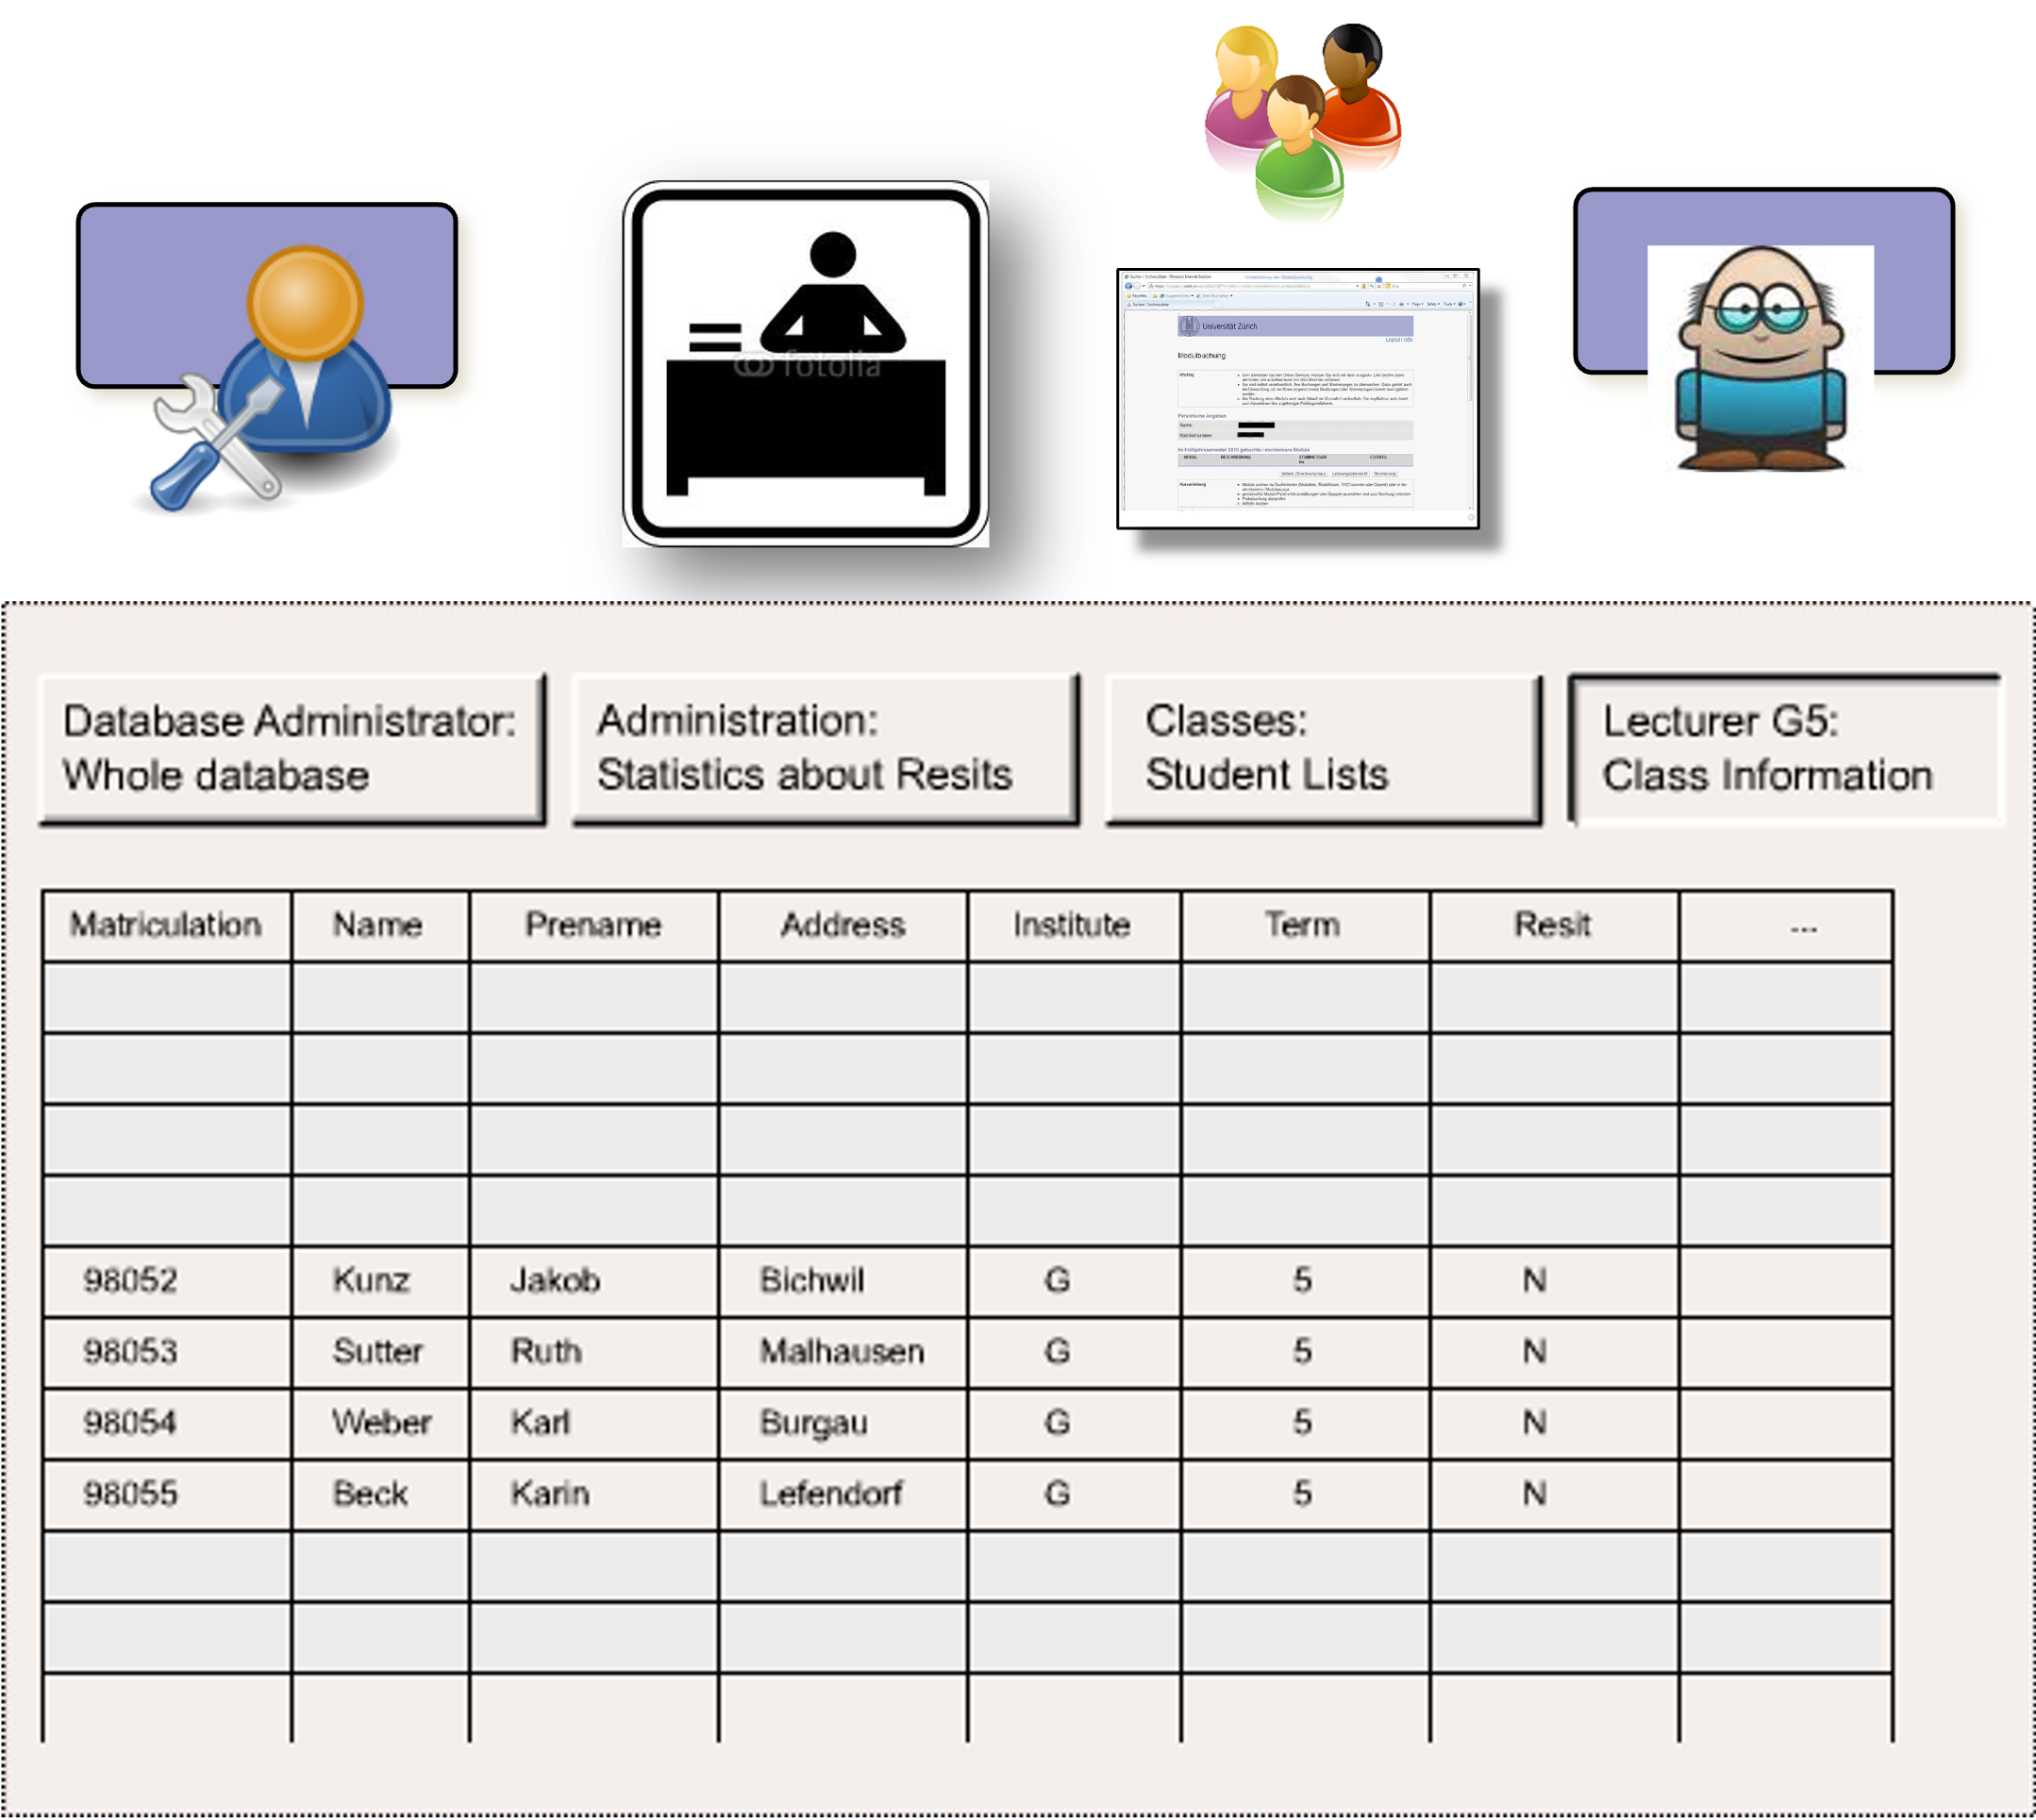 fotolia
Universität Zürich
Modulbuchung
Database Administrator:
Whole database
Administration:
Statistics about Resits
Classes:
Student Lists
Lecturer G5:
Class Information
Matriculation Name Prename Address Institute Term Resit ...
98052 Kunz Jakob Bichwil G 5 N
98053 Sutter Ruth Malhausen G 5 N
98054 Weber Karl Burgau G 5 N
98055 Beck Karin Lefendorf G 5 N